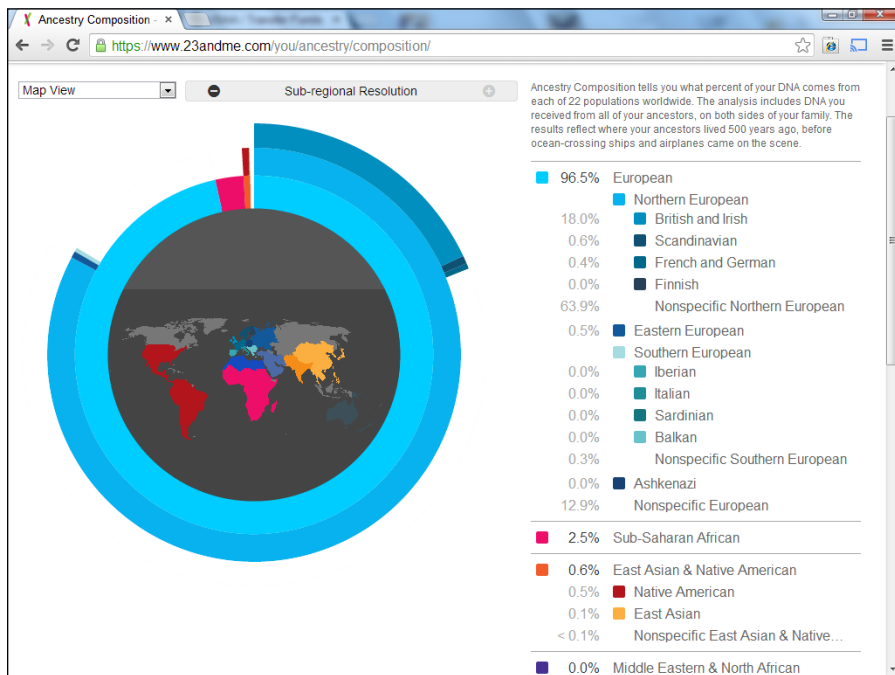 Ancestry Composition -
https://www.23andme.com/you/ancestry/composition/
Map View
Sub-regional Resolution
Ancestry Composition tells you what percent of your DNA comes from
each of 22 populations worldwide. The analysis includes DNA you
received from all of your ancestors, on both sides of your family. The
results reflect where your ancestors lived 500 years ago, before
ocean-crossing ships and airplanes came on the scene.
96.5% European
Northern European
18.0% British and Irish
0.6% Scandinavian
0.4% French and German
0.0% Finnish
63.9% Nonspecific Northern European
0.5% Eastern European
Southern European
0.0% Iberian
0.0% Italian
0.0% Sardinian
0.0% Balkan
0.3% Nonspecific Southern European
0.0% Ashkenazi
12.9% Nonspecific European
2.5% Sub-Saharan African
0.6% East Asian & Native American
0.5% Native American
0.1% East Asian
< 0.1% Nonspecific East Asian & Native…
0.0% Middle Eastern & North African